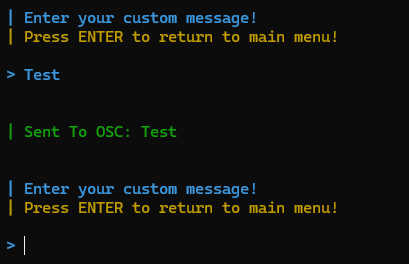 | Enter your custom message!
| Press ENTER to return to main menu!
> Test
| Sent To OSC: Test
| Enter your custom message!
| Press ENTER to return to main menu!
>